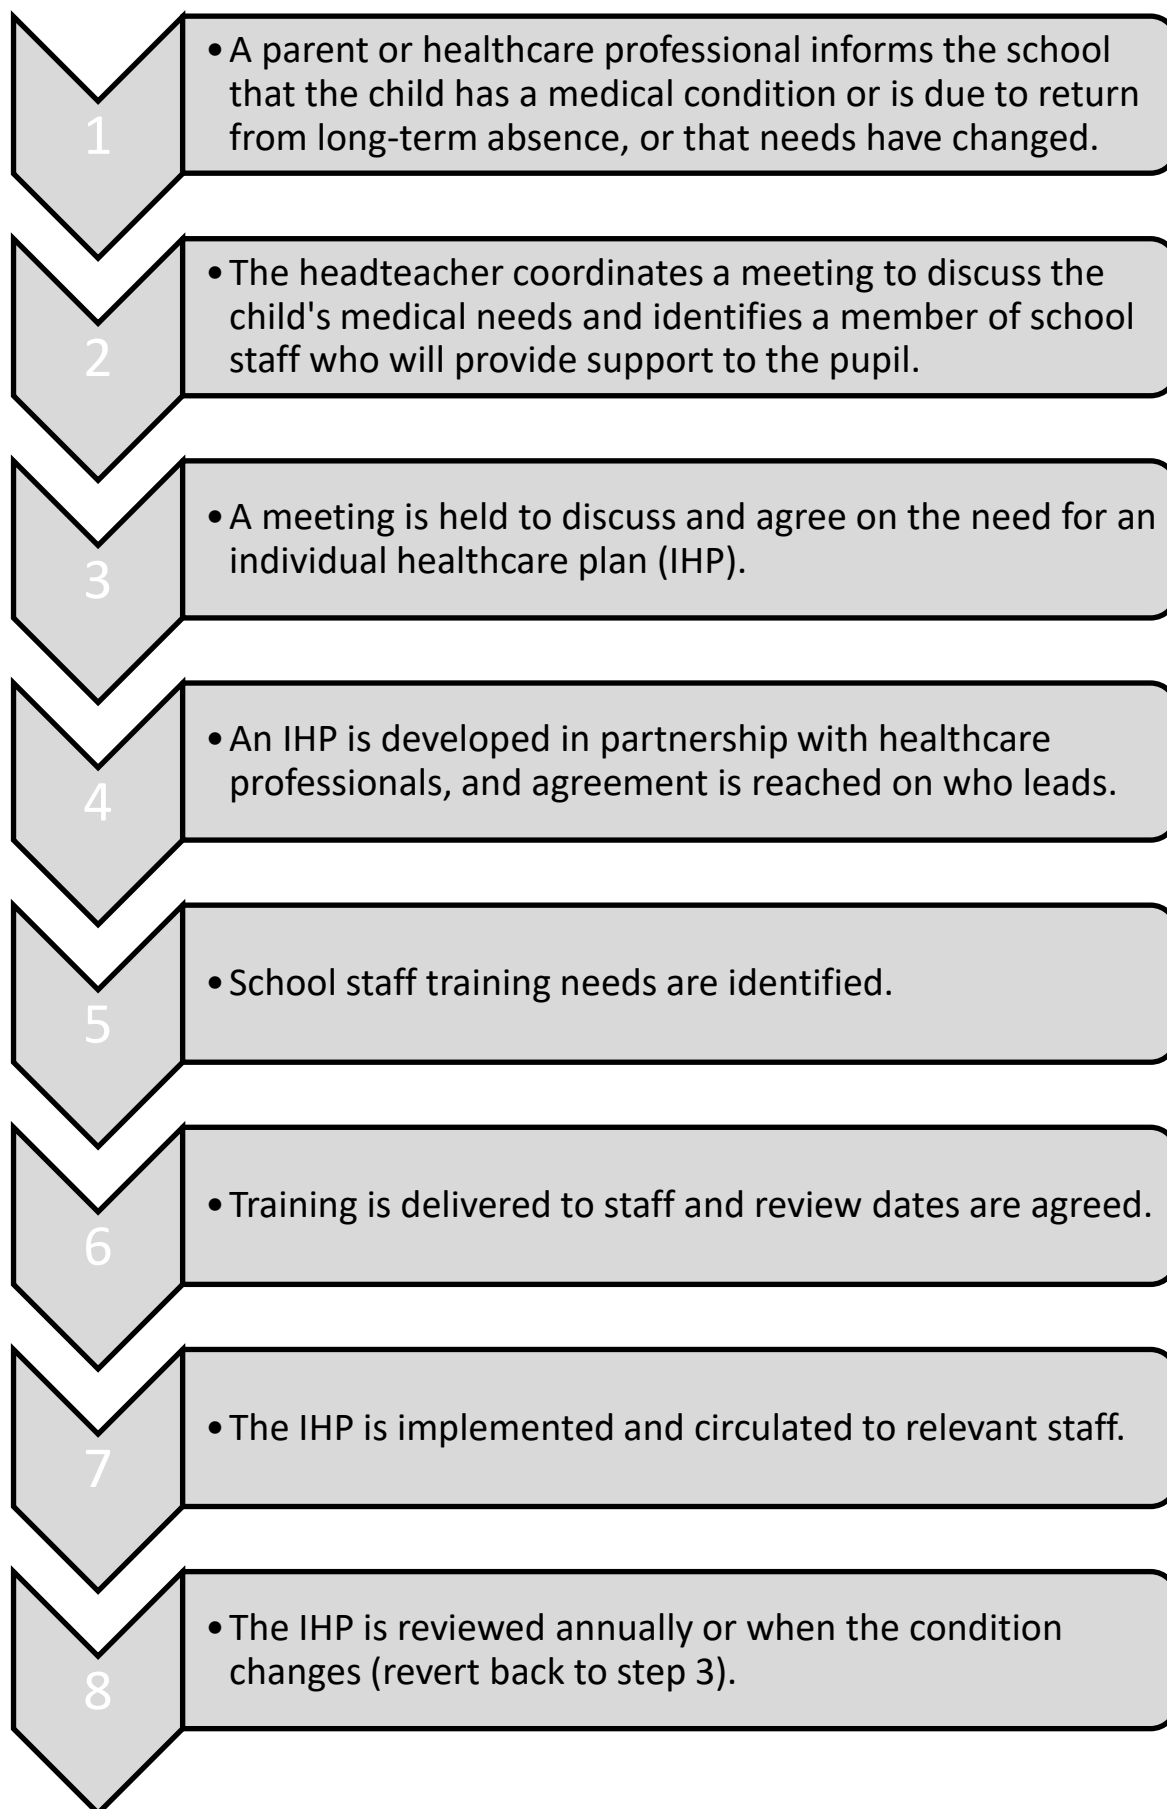 1
• A parent or healthcare professional informs the school
that the child has a medical condition or is due to return
from long-term absence, or that needs have changed.
2
• The headteacher coordinates a meeting to discuss the
child's medical needs and identifies a member of school
staff who will provide support to the pupil.
3
• A meeting is held to discuss and agree on the need for an
individual healthcare plan (IHP).
4
• An IHP is developed in partnership with healthcare
professionals, and agreement is reached on who leads.
5
• School staff training needs are identified.
6
• Training is delivered to staff and review dates are agreed.
7
• The IHP is implemented and circulated to relevant staff.
8
• The IHP is reviewed annually or when the condition
changes (revert back to step 3).